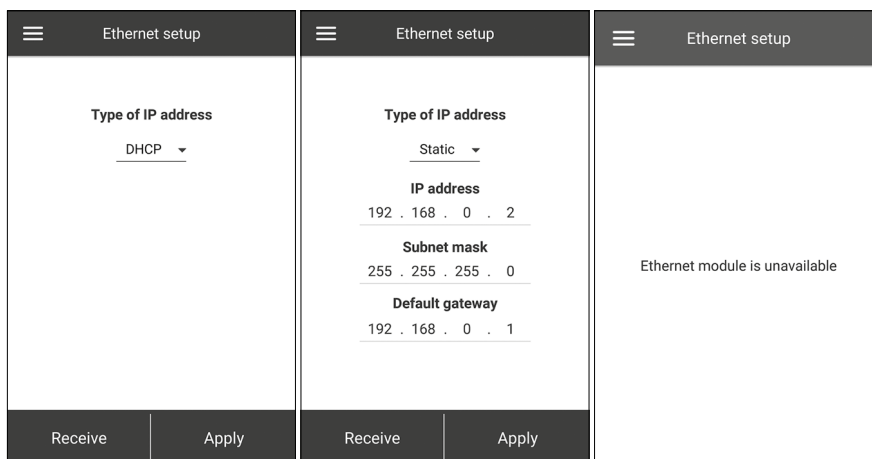 Ethernet setup
Type of IP address
DHCP
Receive
Apply
Ethernet setup
Type of IP address
Static
IP address
192 . 168 . 0 . 2
Subnet mask
255 . 255 . 255 . 0
Default gateway
192 . 168 . 0 . 1
Receive
Apply
Ethernet setup
Ethernet module is unavailable